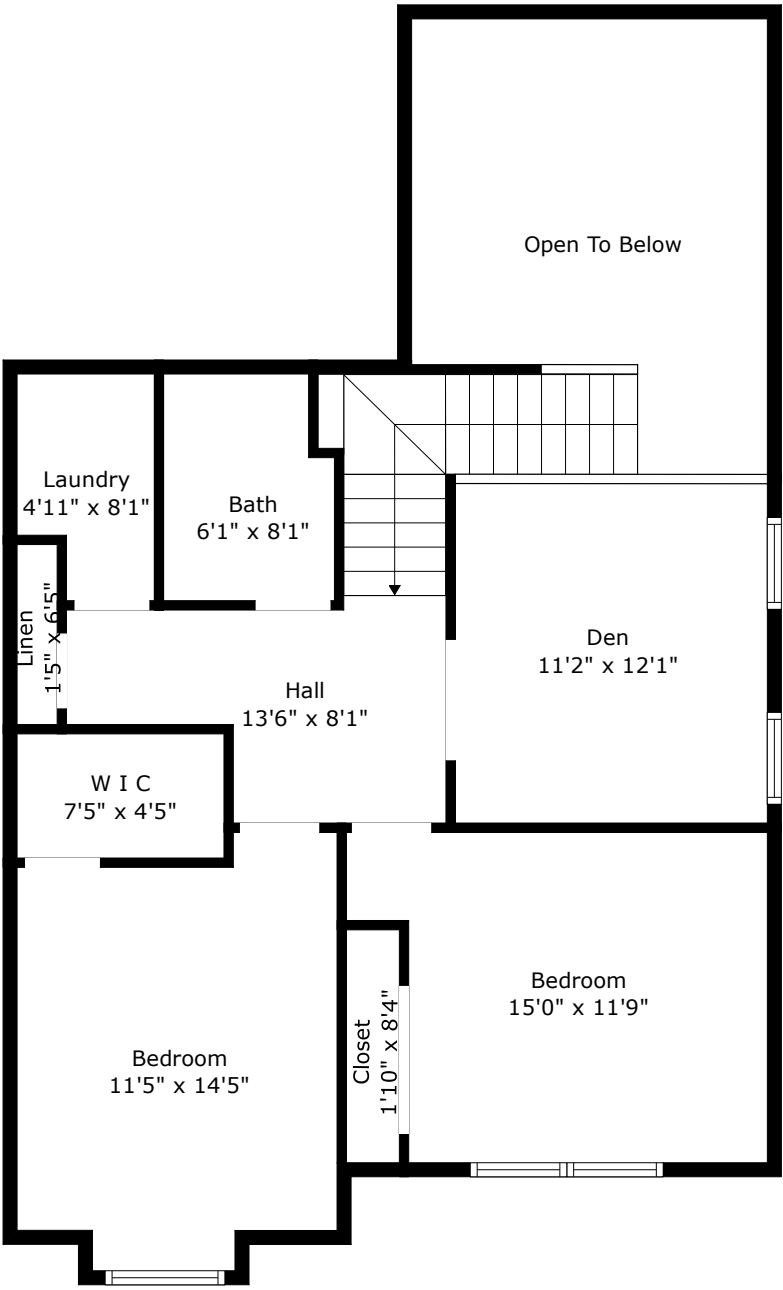 Open To Below
Laundry
4'11" x 8'1"
Bath
6'1" x 8'1"
Linen
1'5" x 6'5"
Den
11'2" x 12'1"
Hall
13'6" x 8'1"
W I C
7'5" x 4'5"
Bedroom
15'0" x 11'9"
Closet
1'10" x 8'4"
Bedroom
11'5" x 14'5"